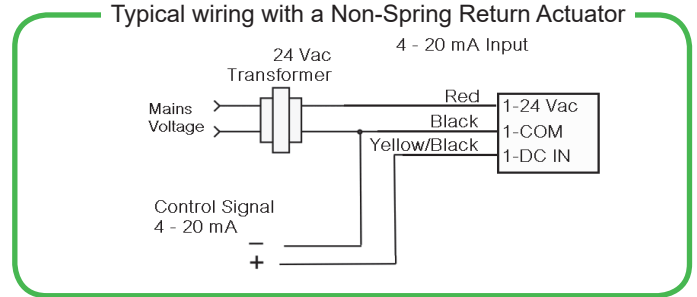 Typical wiring with a Non-Spring Return Actuator
4 - 20 mA Input
24 Vac
Transformer
Mains
Voltage
Red
Black
Yellow/Black
1-24 Vac
1-COM
1-DC IN
Control Signal
4 - 20 mA
–
+